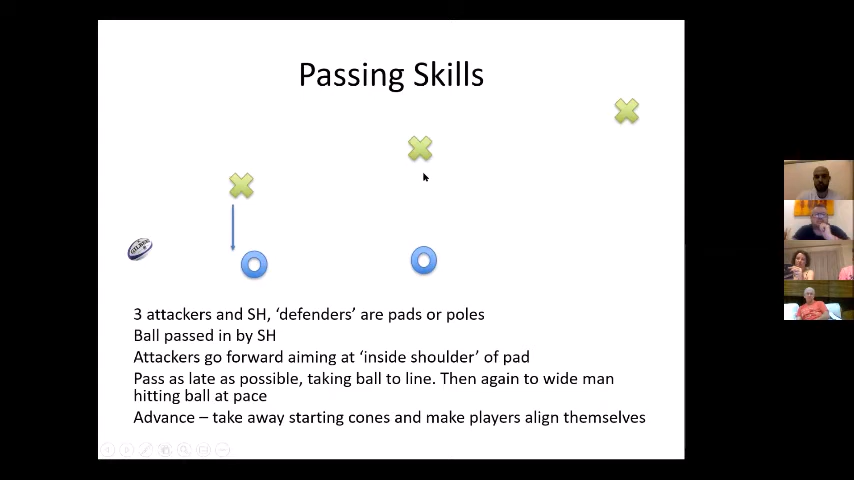 Passing Skills
GILBERT
3 attackers and SH, ‘defenders’ are pads or poles
Ball passed in by SH
Attackers go forward aiming at ‘inside shoulder’ of pad
Pass as late as possible, taking ball to line. Then again to wide man
hitting ball at pace
Advance – take away starting cones and make players align themselves